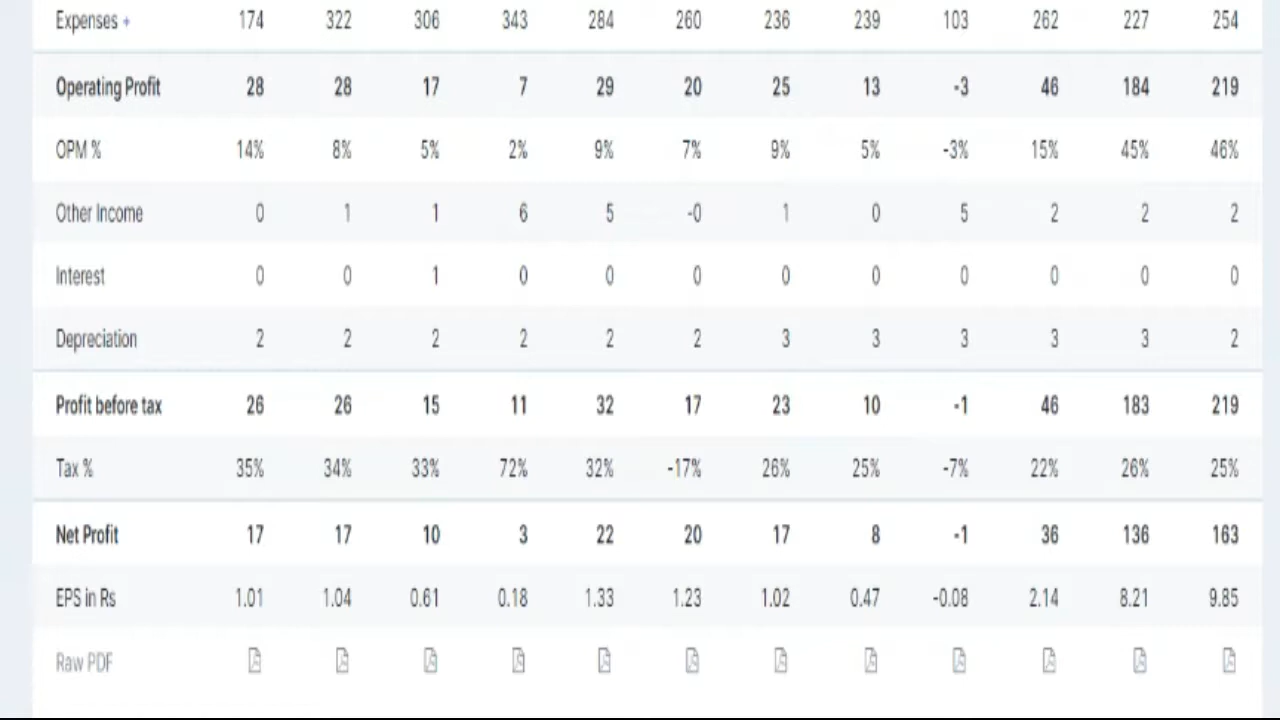 Expenses + 174 322 306 343 284 260 236 239 103 262 227 254
Operating Profit 28 28 17 7 29 20 25 13 -3 46 184 219
OPM % 14% 8% 5% 2% 9% 7% 9% 5% -3% 15% 45% 46%
Other Income 0 1 1 6 5 -0 1 0 5 2 2 2
Interest 0 0 1 0 0 0 0 0 0 0 0 0
Depreciation 2 2 2 2 2 2 3 3 3 3 3 2
Profit before tax 26 26 15 11 32 17 23 10 -1 46 183 219
Tax % 35% 34% 33% 72% 32% -17% 26% 25% -7% 22% 26% 25%
Net Profit 17 17 10 3 22 20 17 8 -1 36 136 163
EPS in Rs 1.01 1.04 0.61 0.18 1.33 1.23 1.02 0.47 -0.08 2.14 8.21 9.85
Raw PDF